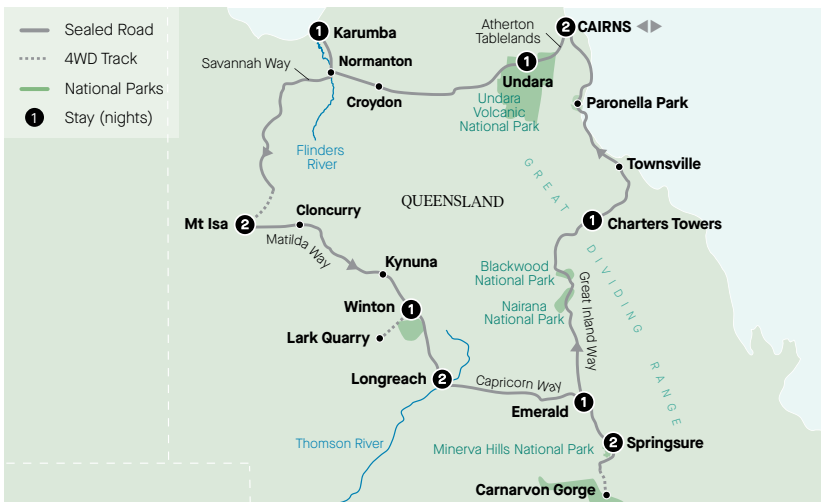 Sealed Road
4WD Track
National Parks
1 Stay (nights)
1 Karumba
Normanton
Savannah Way
Croydon
Flinders
River
Atherton
Tablelands
2 CAIRNS
1
Undara
Undara
Volcanic
National Park
Paronella Park
Townsville
GREAT DIVIDING RANGE
QUEENSLAND
Mt Isa 2
Cloncurry
Matilda Way
Kynuna
1 Charters Towers
Blackwood
National Park
Nairana
National Park
Great Inland Way
Winton 1
Lark Quarry
Longreach 2
Capricorn Way
Emerald 1
Thomson River
2 Springsure
Minerva Hills National Park
Carnarvon Gorge